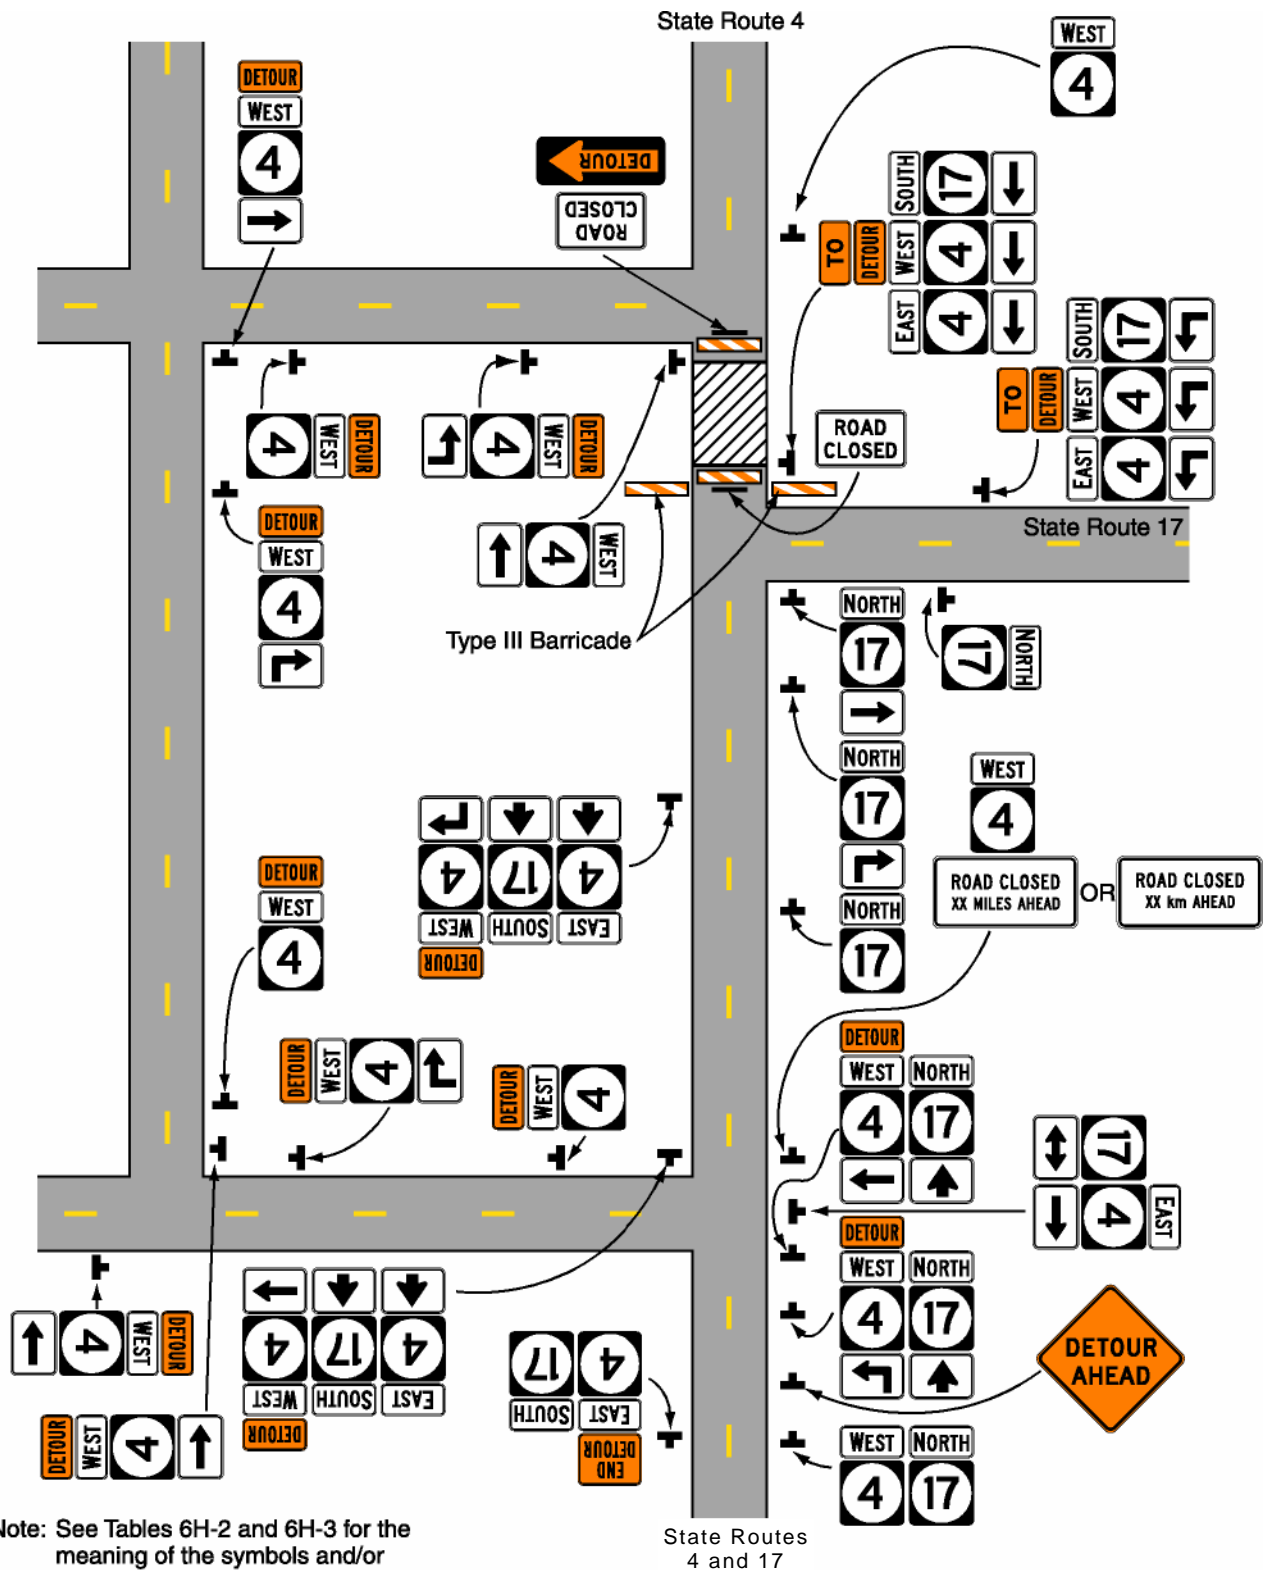 State Route 4
WEST
4
DETOUR
WEST
4
DETOUR
ROAD
CLOSED
SOUTH
17
TO
DETOUR
WEST
4
EAST
4
SOUTH
17
TO
DETOUR
WEST
4
EAST
4
ROAD
CLOSED
4
WEST
DETOUR
4
WEST
DETOUR
State Route 17
DETOUR
WEST
4
4
WEST
Type III Barricade
NORTH
17
17
NORTH
NORTH
17
NORTH
17
WEST
4
ROAD CLOSED
XX MILES AHEAD
OR
ROAD CLOSED
XX km AHEAD
4
17
4
WEST
SOUTH
EAST
DETOUR
DETOUR
WEST
4
DETOUR
WEST
4
DETOUR
WEST
4
DETOUR
WEST NORTH
4 17
17
4
EAST
DETOUR
WEST NORTH
4 17
DETOUR
AHEAD
4
WEST
DETOUR
4
17
4
WEST
SOUTH
EAST
DETOUR
17
4
SOUTH
EAST
END
DETOUR
DETOUR
WEST
4
WEST NORTH
4 17
Note: See Tables 6H-2 and 6H-3 for the
meaning of the symbols and/or
State Routes
4 and 17